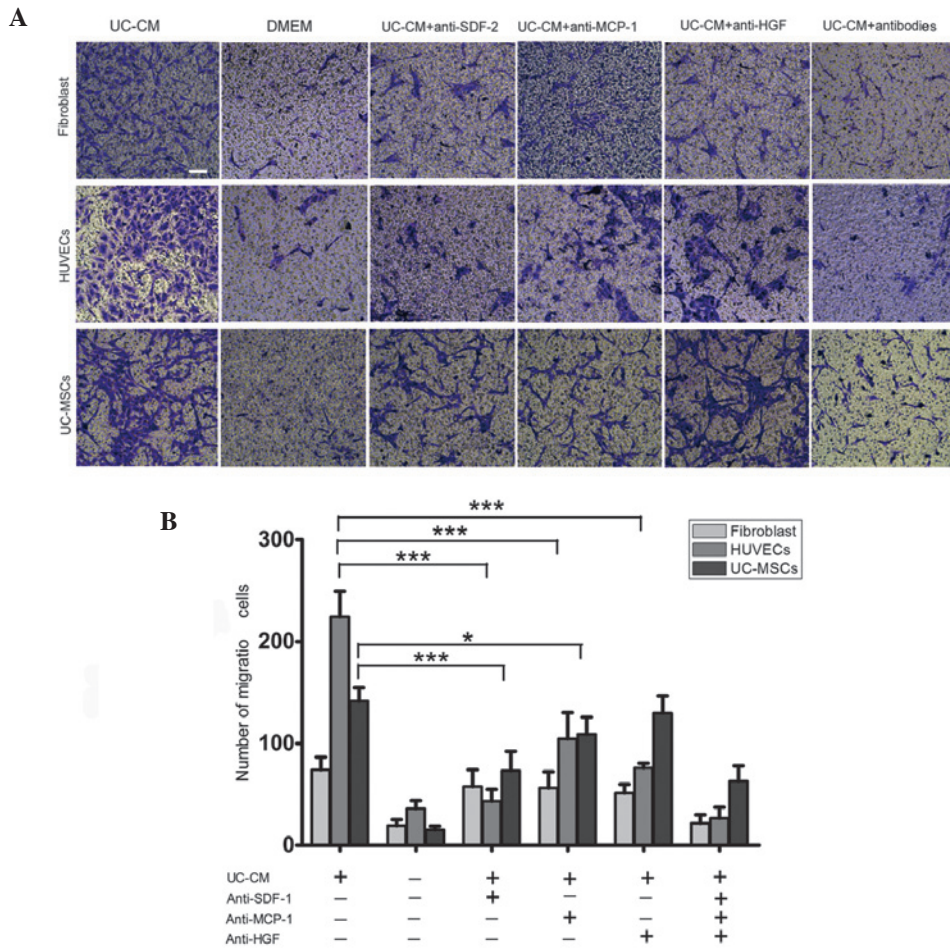 A
UC-CM DMEM UC-CM+anti-SDF-2 UC-CM+anti-MCP-1 UC-CM+anti-HGF UC-CM+antibodies
Fibroblast
HUVECs
UC-MSCs
B
Number of migratio cells
300
200
100
0
***
***
***
*
***
Fibroblast
HUVECs
UC-MSCs
UC-CM + – + + + +
Anti-SDF-1 – – + – – +
Anti-MCP-1 – – – + – +
Anti-HGF – – – – + +